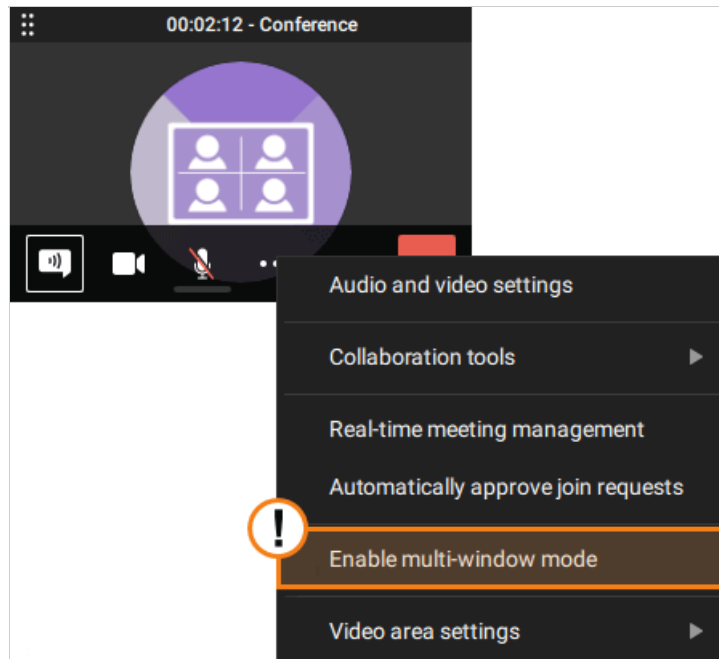 00:02:12 - Conference
Audio and video settings
Collaboration tools
Real-time meeting management
Automatically approve join requests
!
Enable multi-window mode
Video area settings